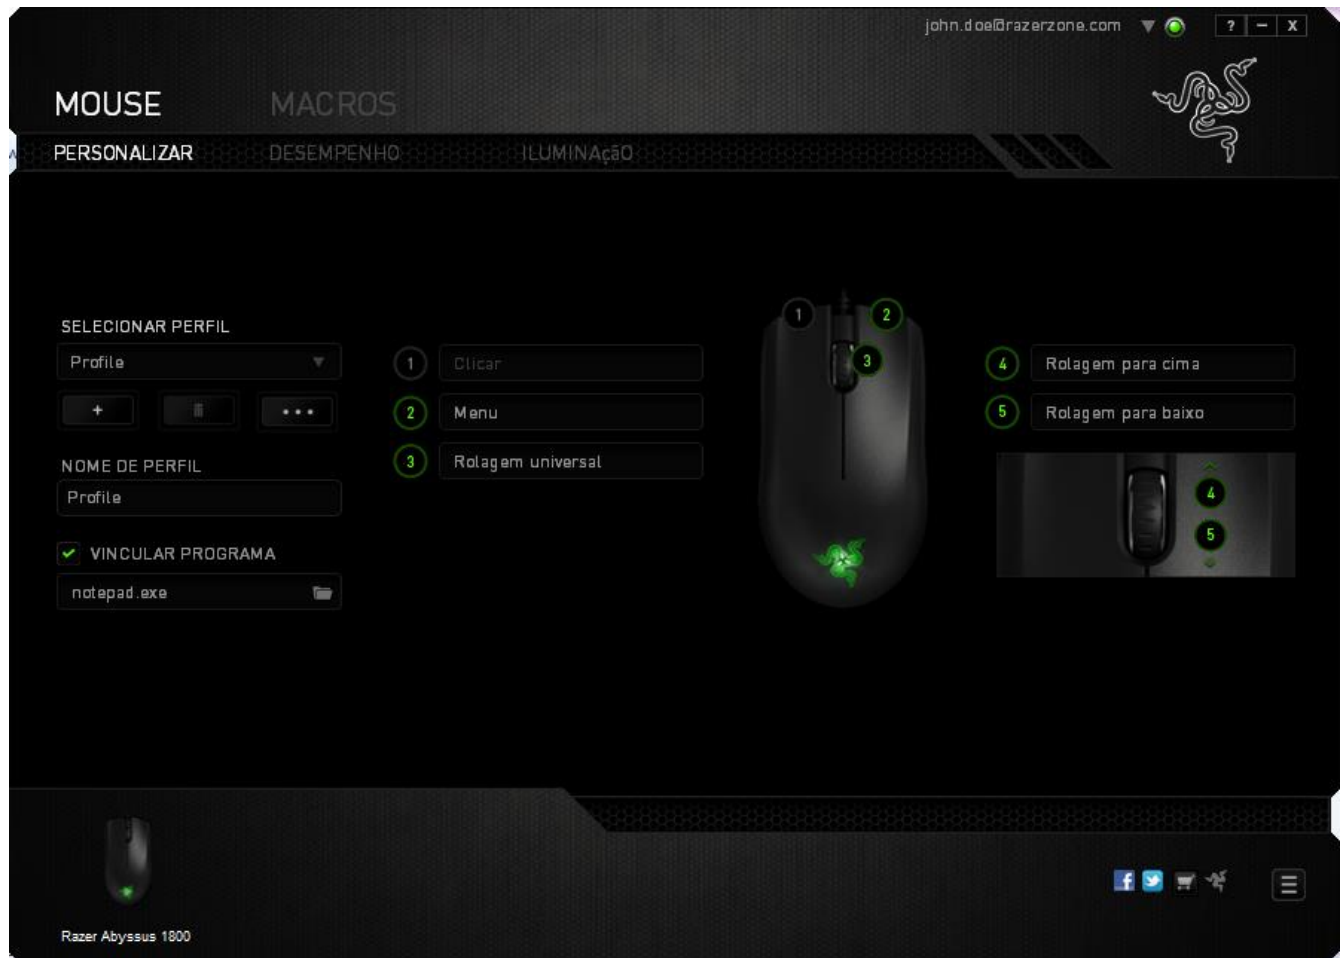 john.doe@razerzone.com
? − X
MOUSE MACROS
PERSONALIZAR DESEMPENHO ILUMINAçãO
SELECIONAR PERFIL
Profile
+ •••
NOME DE PERFIL
Profile
VINCULAR PROGRAMA
notepad.exe
1 Clicar
2 Menu
3 Rolagem universal
1 2
3
4 Rolagem para cima
5 Rolagem para baixo
4
5
Razer Abyssus 1800